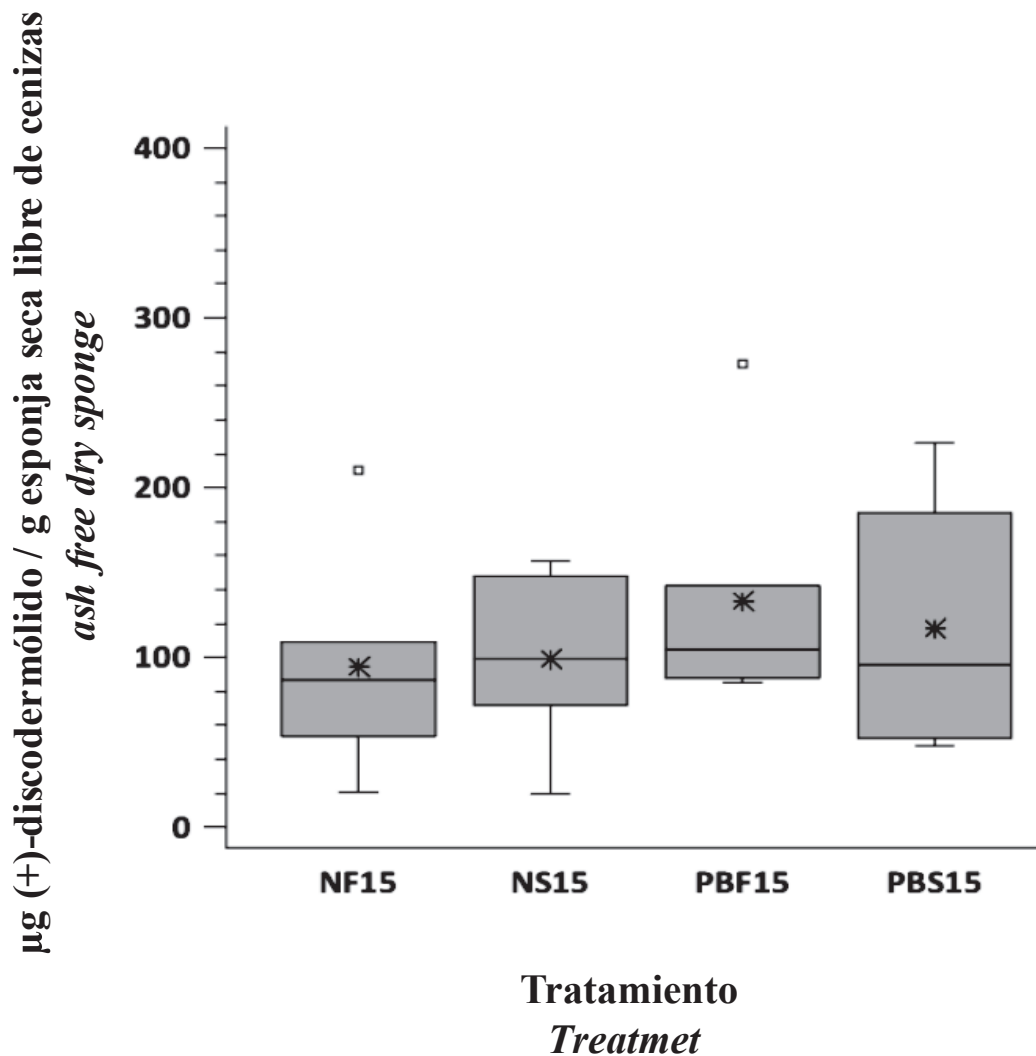 µg (+)-discodermólido / g esponja seca libre de cenizas
ash free dry sponge
400
300
200
100
0
NF15 NS15 PBF15 PBS15
Tratamiento
Treatmet